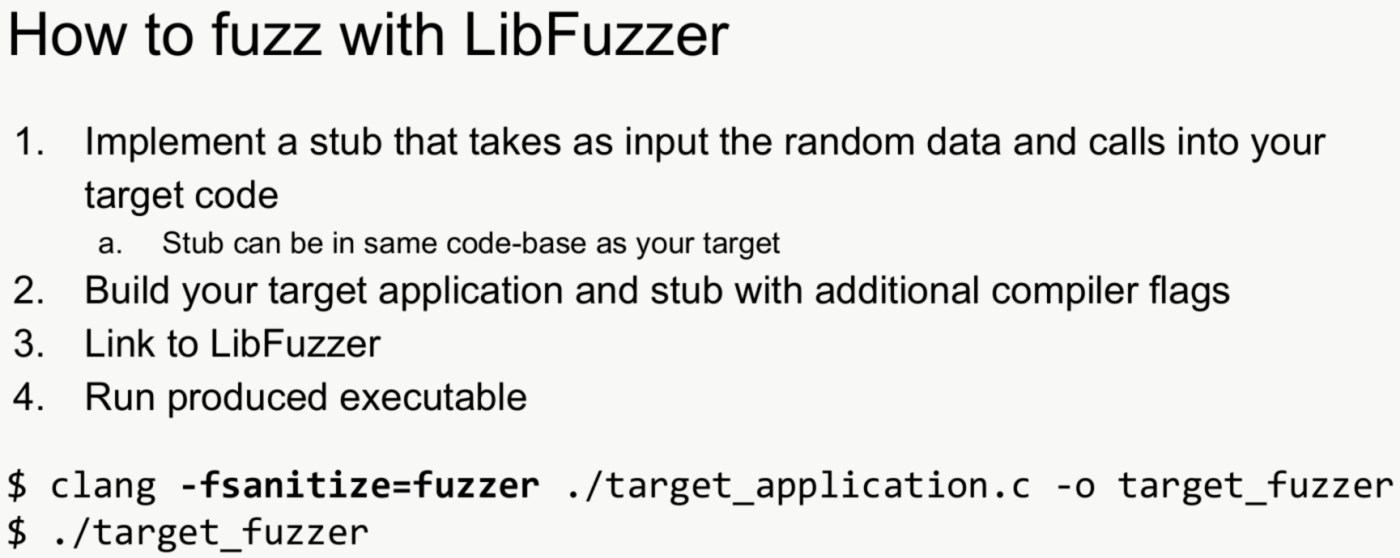 How to fuzz with LibFuzzer
1. Implement a stub that takes as input the random data and calls into your
target code
a. Stub can be in same code-base as your target
2. Build your target application and stub with additional compiler flags
3. Link to LibFuzzer
4. Run produced executable
$ clang -fsanitize=fuzzer ./target_application.c -o target_fuzzer
$ ./target_fuzzer